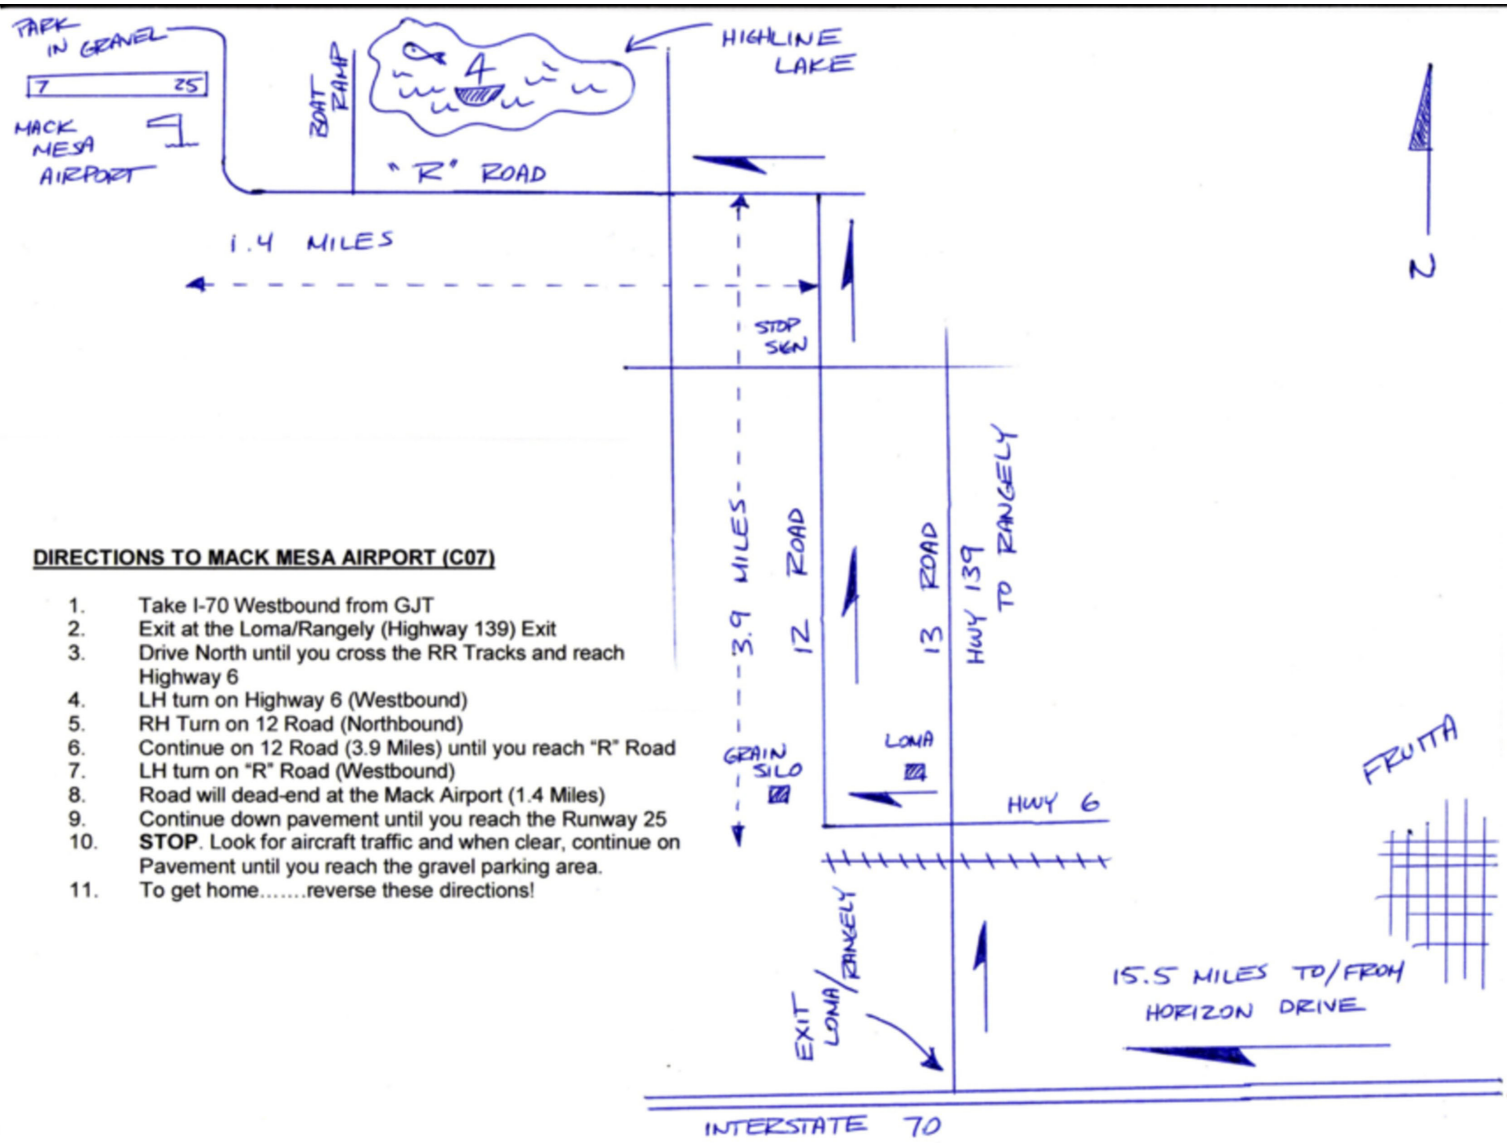 PARK
IN GRAVEL
7 25
MACK
MESA
AIRPORT
BOAT
RAMP
4
HIGHLINE
LAKE
"R" ROAD
1.4 MILES
N
STOP
SIGN
3.9 MILES
12 ROAD
13 ROAD
HWY 139
TO RANGELY
DIRECTIONS TO MACK MESA AIRPORT (C07)
1. Take I-70 Westbound from GJT
2. Exit at the Loma/Rangely (Highway 139) Exit
3. Drive North until you cross the RR Tracks and reach
Highway 6
4. LH turn on Highway 6 (Westbound)
5. RH Turn on 12 Road (Northbound)
6. Continue on 12 Road (3.9 Miles) until you reach “R” Road
7. LH turn on “R” Road (Westbound)
8. Road will dead-end at the Mack Airport (1.4 Miles)
9. Continue down pavement until you reach the Runway 25
10. STOP. Look for aircraft traffic and when clear, continue on
Pavement until you reach the gravel parking area.
11. To get home…….reverse these directions!
GRAIN
SILO
LOMA
HWY 6
FRUITA
EXIT
LOMA/RANGELY
15.5 MILES TO/FROM
HORIZON DRIVE
INTERSTATE 70